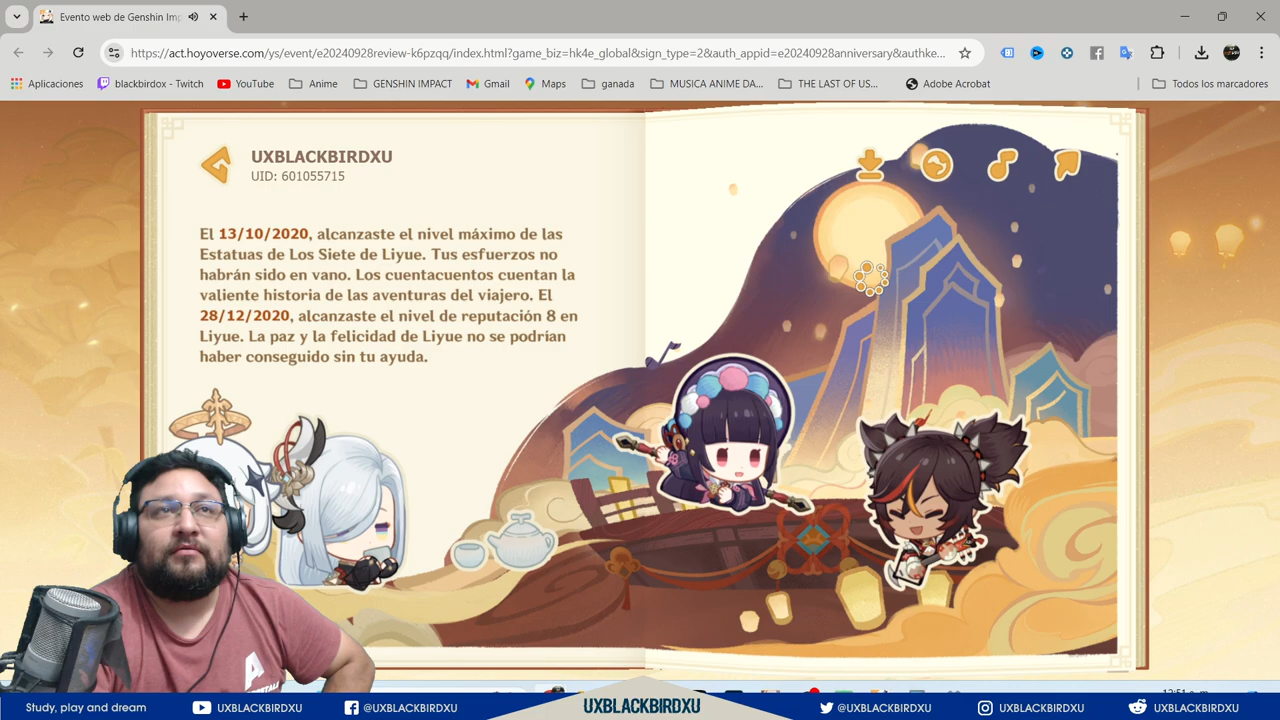 Evento web de Genshin Imp
https://act.hoyoverse.com/ys/event/e20240928review-k6pzqq/index.html?game_biz=hk4e_global&sign_type=2&auth_appid=e20240928anniversary&authke...
Aplicaciones
blackbirdox - Twitch
YouTube
Anime
GENSHIN IMPACT
Gmail
Maps
ganada
MUSICA ANIME DA...
THE LAST OF US...
Adobe Acrobat
Todos los marcadores
UXBLACKBIRDXU
UID: 601055715
El 13/10/2020, alcanzaste el nivel máximo de las
Estatuas de Los Siete de Liyue. Tus esfuerzos no
habrán sido en vano. Los cuentacuentos cuentan la
valiente historia de las aventuras del viajero. El
28/12/2020, alcanzaste el nivel de reputación 8 en
Liyue. La paz y la felicidad de Liyue no se podrían
haber conseguido sin tu ayuda.
Study, play and dream
UXBLACKBIRDXU
@UXBLACKBIRDXU
UXBLACKBIRDXU
@UXBLACKBIRDXU
UXBLACKBIRDXU
UXBLACKBIRDXU